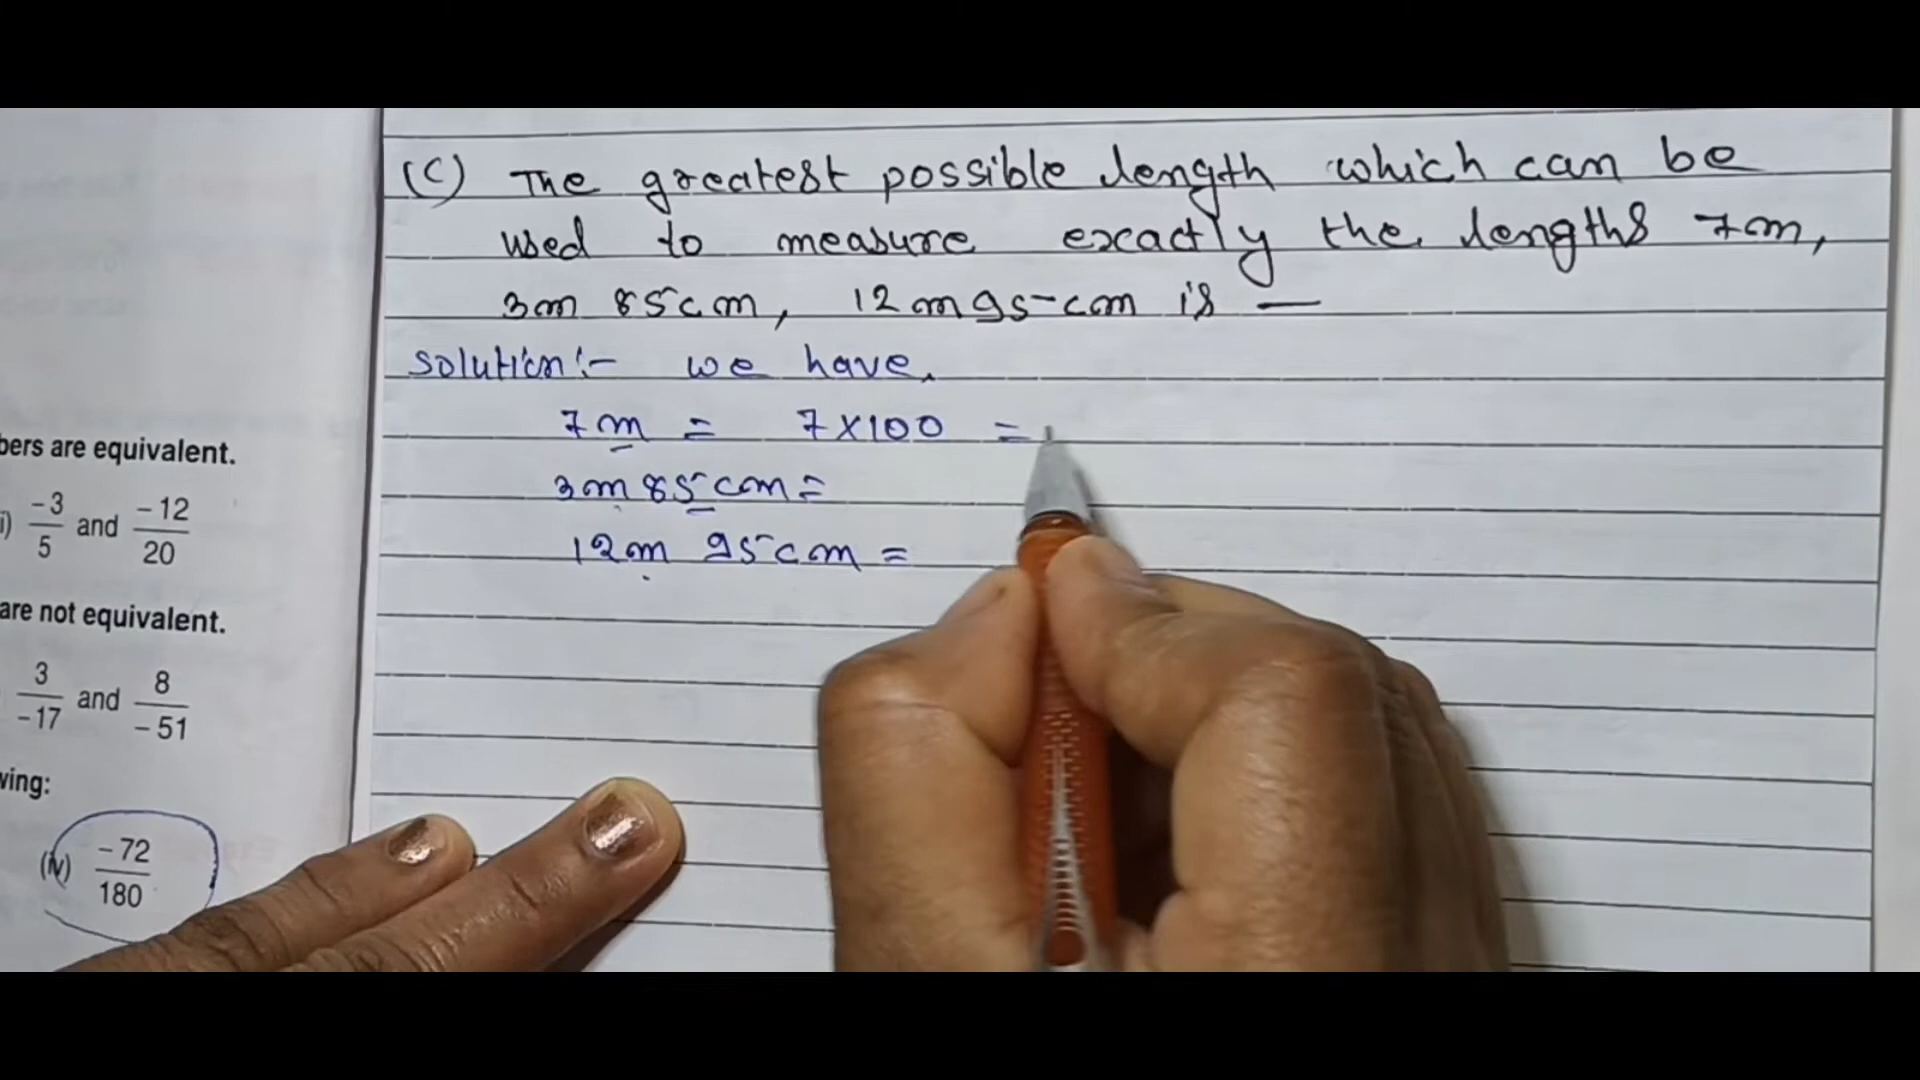 (C) The greatest possible length which can be
used to measure exactly the lengths 7m,
3m 85cm, 12m 95cm is —
Solution:- we have,
7m = 7×100 =
3m 85cm =
12m 95cm =
bers are equivalent.
i) -3/5 and -12/20
are not equivalent.
3/-17 and 8/-51
wing:
(iv) -72/180